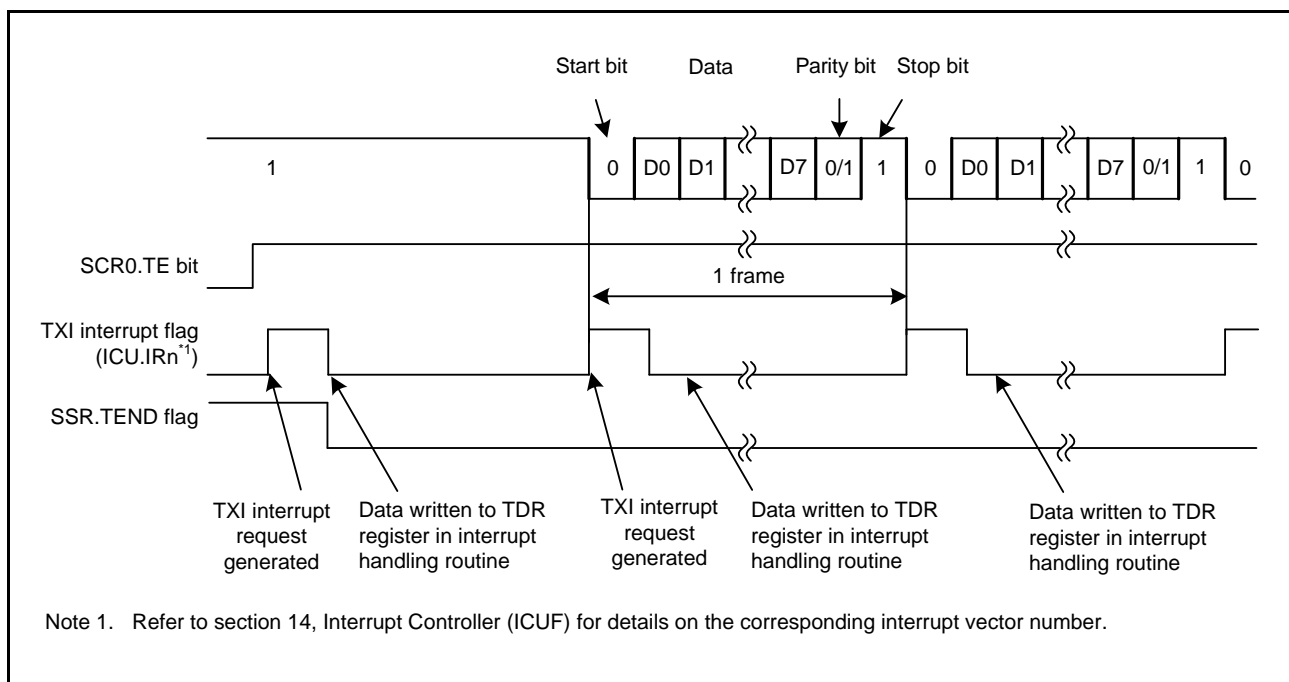 Start bit Data Parity bit Stop bit
1 0 D0 D1 D7 0/1 1 0 D0 D1 D7 0/1 1 0
SCR0.TE bit
1 frame
TXI interrupt flag
(ICU.IRn*1)
SSR.TEND flag
TXI interrupt
request
generated
Data written to TDR
register in interrupt
handling routine
TXI interrupt
request
generated
Data written to TDR
register in interrupt
handling routine
Data written to TDR
register in interrupt
handling routine
Note 1. Refer to section 14, Interrupt Controller (ICUF) for details on the corresponding interrupt vector number.